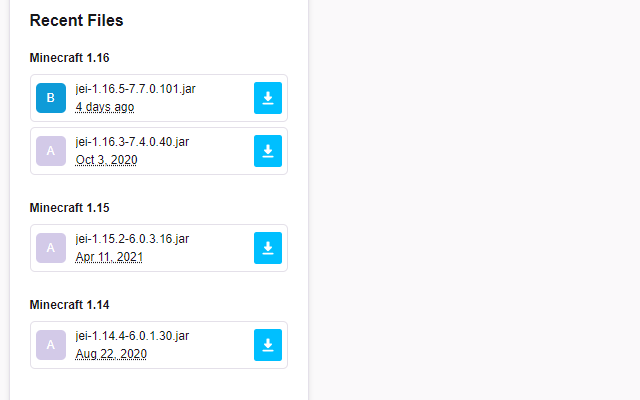 Recent Files
Minecraft 1.16
B
jei-1.16.5-7.7.0.101.jar
4 days ago
A
jei-1.16.3-7.4.0.40.jar
Oct 3, 2020
Minecraft 1.15
A
jei-1.15.2-6.0.3.16.jar
Apr 11, 2021
Minecraft 1.14
A
jei-1.14.4-6.0.1.30.jar
Aug 22, 2020